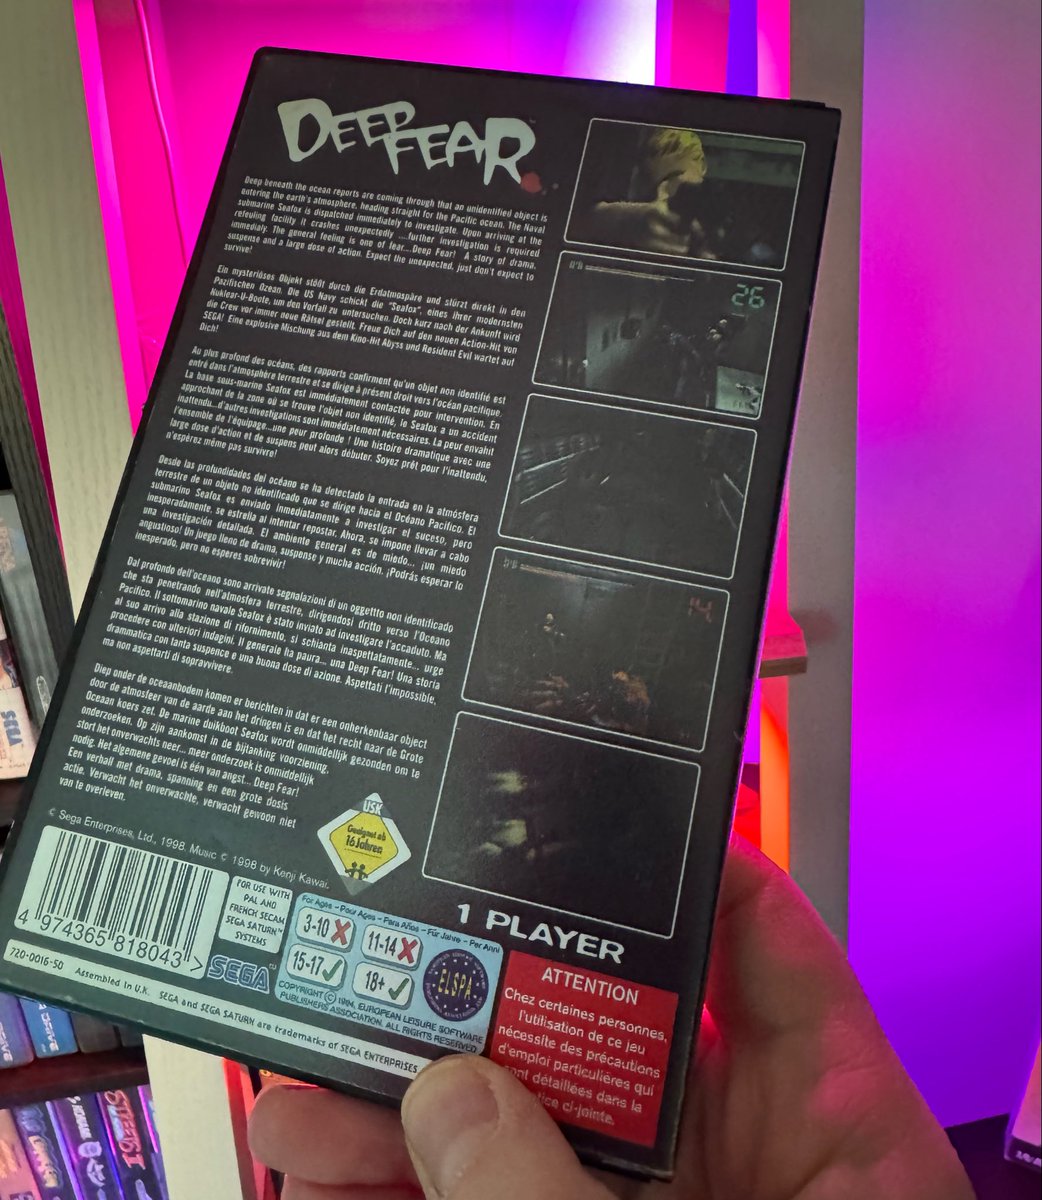 DEEP FEAR
Deep beneath the ocean reports are coming through that an unidentified object is
entering the earth's atmosphere, heading straight for the Pacific ocean. The Naval
submarine Seafox is dispatched immediately to investigate. Upon arriving at the
refeuling facility it crashes unexpectedly ....further investigation is required
immedialy. The general feeling is one of fear...Deep Fear! A story of drama,
suspense and a large dose of action. Expect the unexpected, just don't expect to
survive!
Ein mysteriöses Objekt stößt durch die Erdatmospäre und stürzt direkt in den
Pazifischen Ozean. Die US Navy schickt die "Seafox", eines ihrer modernsten
Nuklear-U-Boote, um den Vorfall zu untersuchen. Doch kurz nach der Ankunft wird
die Crew vor immer neue Rätsel gestellt. Freue Dich auf den neuen Action-Hit von
SEGA! Eine explosive Mischung aus dem Kino-Hit Abyss und Resident Evil wartet auf
Dich!
Au plus profond des océans, des rapports confirment qu'un objet non identifié est
entré dans l'atmosphère terrestre et se dirige à présent droit vers l'océan pacifique.
La base sous-marine Seafox est immédiatement contactée pour intervention. En
approchant de la zone où se trouve l'objet non identifié, le Seafox a un accident
inattendu...d'autres investigations sont immédiatement nécessaires. La peur envahit
l'ensemble de l'équipage...une peur profonde ! Une histoire dramatique avec une
large dose d'action et de suspens peut alors débuter. Soyez prêt pour l'inattendu,
n'espérez même pas survivre!
Desde las profundidades del océano se ha detectado la entrada en la atmósfera
terrestre de un objeto no identificado que se dirige hacia el Océano Pacífico. El
submarino Seafox es enviado inmediatamente a investigar el suceso, pero
inesperadamente, se estrella al intentar repostar. Ahora, se impone llevar a cabo
una investigación detallada. El ambiente general es de miedo... ¡un miedo
angustioso! Un juego lleno de drama, suspense y mucha acción. ¡Podrás esperar lo
inesperado, pero no esperes sobrevivir!
Dal profondo dell'oceano sono arrivate segnalazioni di un oggettto non identificado
che sta penetrando nell'atmosfera terrestre, dirigendosi dritto verso l'Oceano
Pacifico. Il sottomarino navale Seafox è stato inviato ad investigare l'accaduto. Ma
al suo arrivo alla stazione di rifornimento, si schianta inaspettatamente... urge
procedere con ulteriori indagini. Il generale ha paura... una Deep Fear! Una storia
drammatica con tanta suspence e una buona dose di azione. Aspettati l'impossible,
ma non aspettarti di sopravvivere.
Diep onder de oceaanbodem komen er berichten in dat er een onherkenbaar object
door de atmosfeer van de aarde aan het dringen is en dat het recht naar de Grote
Oceaan koers zet. De marine duikboot Seafox wordt onmiddellijk gezonden om te
onderzoeken. Op zijn aankomst in de bijtanking voorziening,
stort het onverwachts neer... meer onderzoek is onmiddellijk
nodig. Het algemene gevoel is één van angst... Deep Fear!
Een verhaal met drama, spanning en een grote dosis
actie. Verwacht het onverwachte, verwacht gewoon niet
van te overleven.
26
USK
Geeignet ab
16 Jahren
© Sega Enterprises, Ltd., 1998. Music © 1998 by Kenji Kawai.
4 974365 818043 >
FOR USE WITH
PAL AND
FRENCH SECAM
SEGA SATURN™
SYSTEMS
SEGA™
For Ages - Pour Ages - Para Años - Für Jahre - Per Anni
3-10
11-14
15-17
18+
ELSPA
COPYRIGHT © 1994, EUROPEAN LEISURE SOFTWARE
PUBLISHERS ASSOCIATION. ALL RIGHTS RESERVED
1 PLAYER
ATTENTION
Chez certaines personnes,
l'utilisation de ce jeu
nécessite des précautions
d'emploi particulières qui
sont détaillées dans la
ci-jointe.
720-0016-50 Assembled in U.K. SEGA and SEGA SATURN are trademarks of SEGA ENTERPRISES